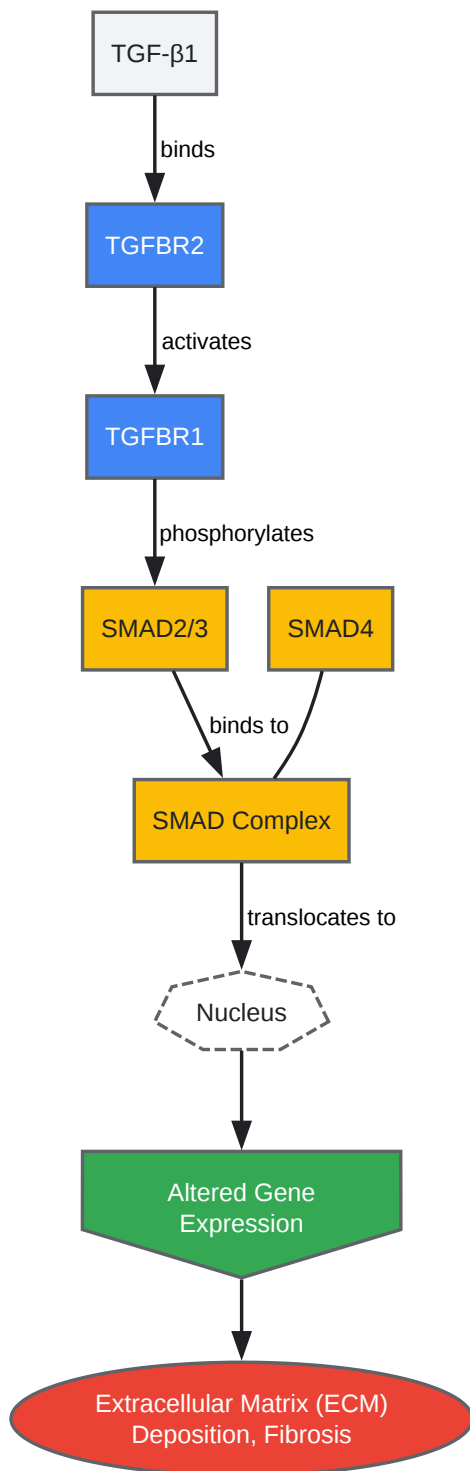 TGF-β1
binds
TGFBR2
activates
TGFBR1
phosphorylates
SMAD2/3
SMAD4
binds to
SMAD Complex
translocates to
Nucleus
Altered Gene
Expression
Extracellular Matrix (ECM)
Deposition, Fibrosis